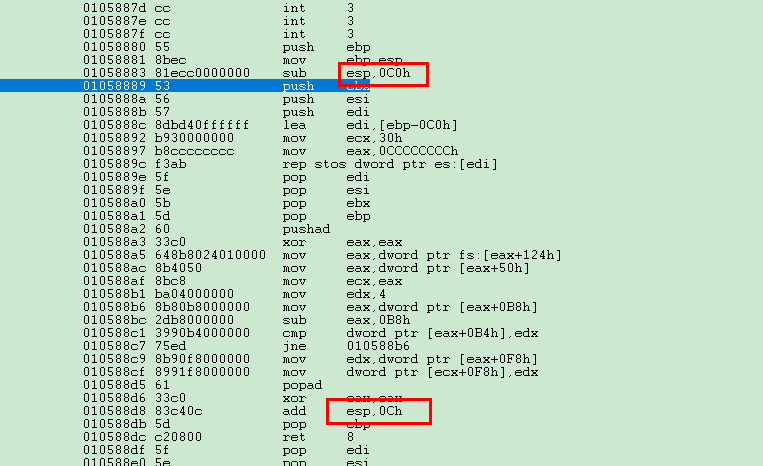 0105887d cc int 3
0105887e cc int 3
0105887f cc int 3
01058880 55 push ebp
01058881 8bec mov ebp,esp
01058883 81ecc0000000 sub esp,0C0h
01058889 53 push ebx
0105888a 56 push esi
0105888b 57 push edi
0105888c 8dbd40ffffff lea edi,[ebp-0C0h]
01058892 b930000000 mov ecx,30h
01058897 b8cccccccc mov eax,0CCCCCCCCh
0105889c f3ab rep stos dword ptr es:[edi]
0105889e 5f pop edi
0105889f 5e pop esi
010588a0 5b pop ebx
010588a1 5d pop ebp
010588a2 60 pushad
010588a3 33c0 xor eax,eax
010588a5 648b8024010000 mov eax,dword ptr fs:[eax+124h]
010588ac 8b4050 mov eax,dword ptr [eax+50h]
010588af 8bc8 mov ecx,eax
010588b1 ba04000000 mov edx,4
010588b6 8b80b8000000 mov eax,dword ptr [eax+0B8h]
010588bc 2db8000000 sub eax,0B8h
010588c1 3990b4000000 cmp dword ptr [eax+0B4h],edx
010588c7 75ed jne 010588b6
010588c9 8b90f8000000 mov edx,dword ptr [eax+0F8h]
010588cf 8991f8000000 mov dword ptr [ecx+0F8h],edx
010588d5 61 popad
010588d6 33c0 xor eax,eax
010588d8 83c40c add esp,0Ch
010588db 5d pop ebp
010588dc c20800 ret 8
010588df 5f pop edi
010588e0 5e pop esi